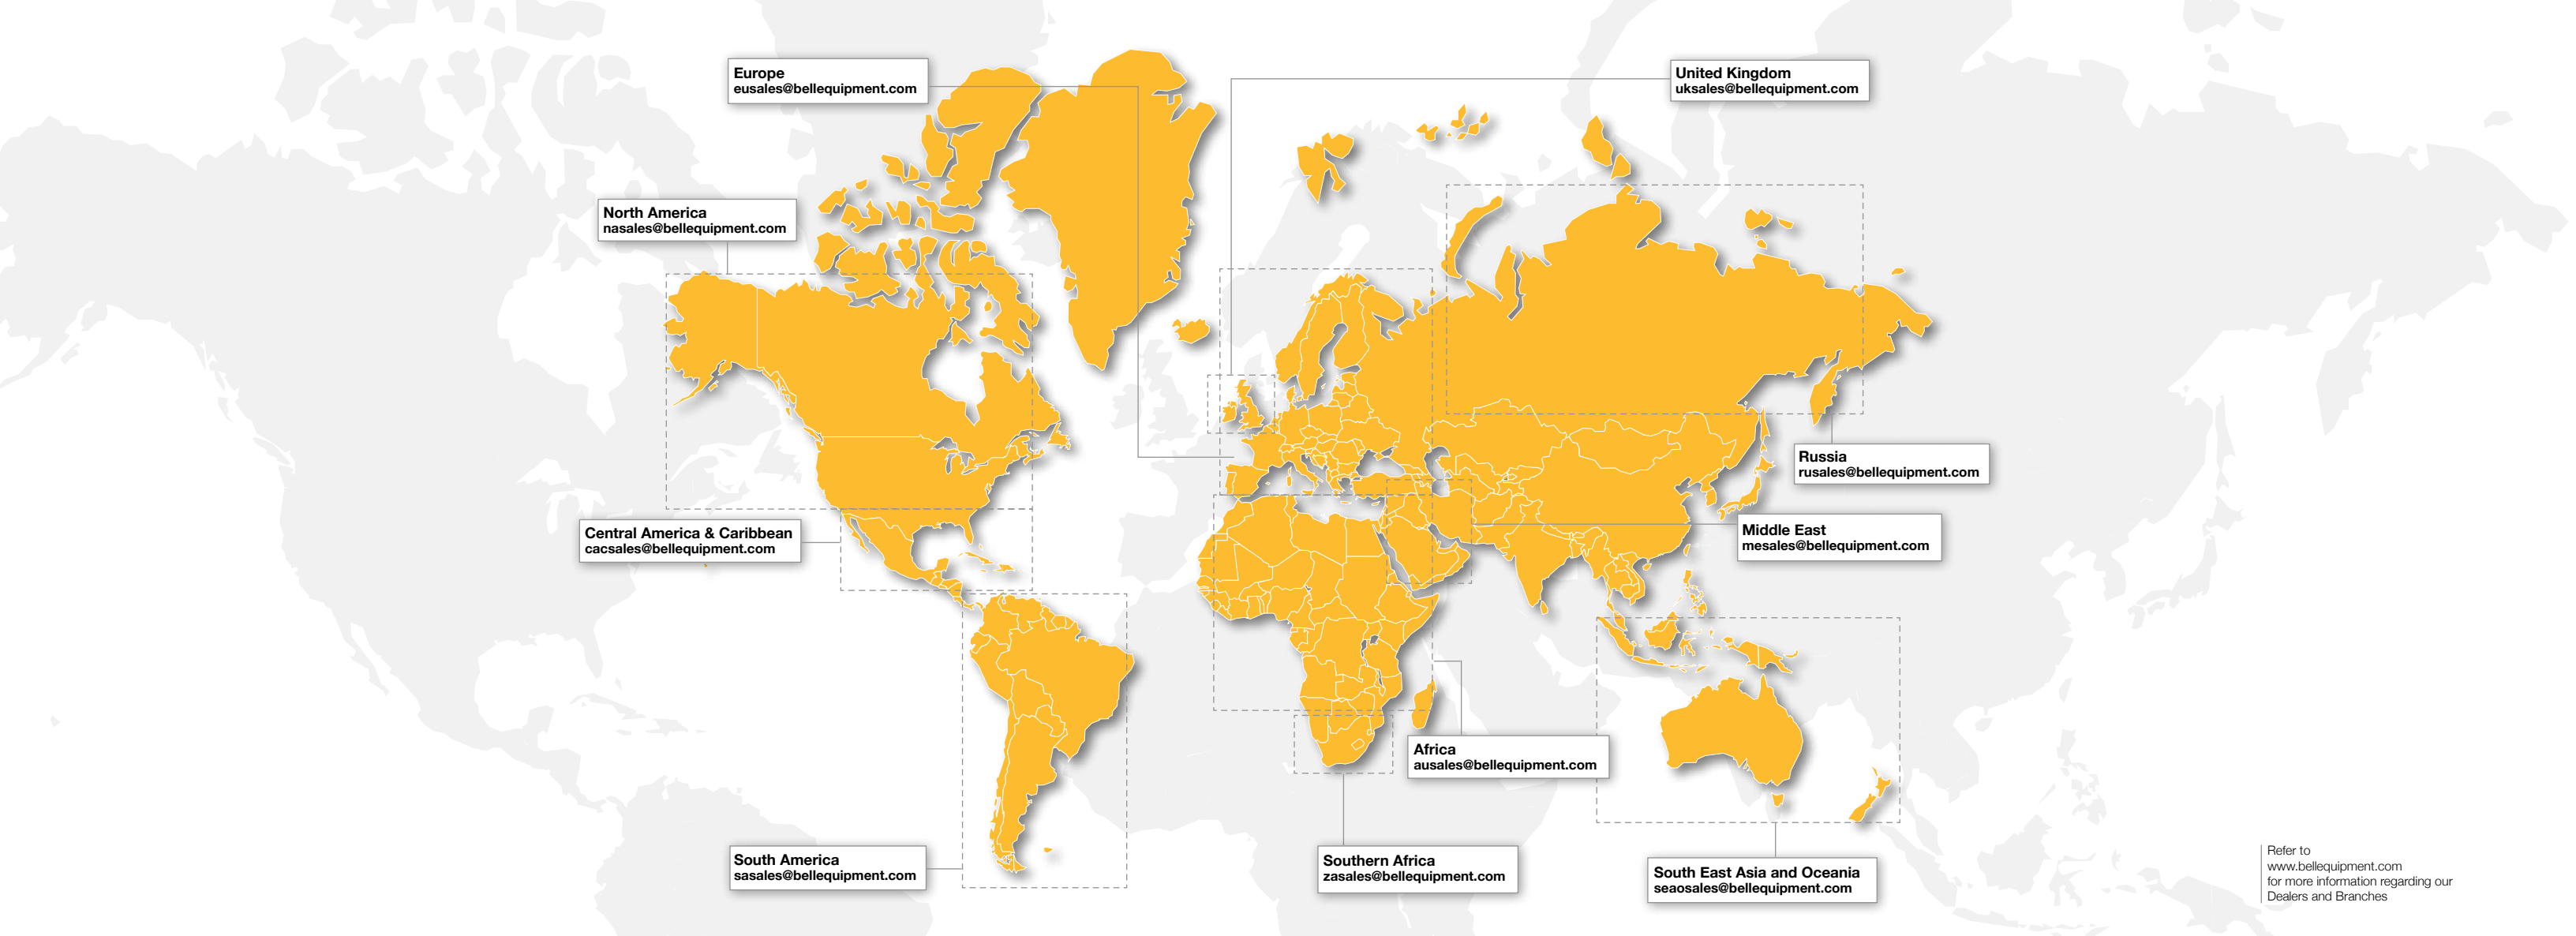 Europe
eusales@bellequipment.com
United Kingdom
uksales@bellequipment.com
North America
nasales@bellequipment.com
Russia
rusales@bellequipment.com
Central America & Caribbean
cacsales@bellequipment.com
Middle East
mesales@bellequipment.com
Africa
ausales@bellequipment.com
South America
sasales@bellequipment.com
Southern Africa
zasales@bellequipment.com
South East Asia and Oceania
seaosales@bellequipment.com
Refer to
www.bellequipment.com
for more information regarding our
Dealers and Branches